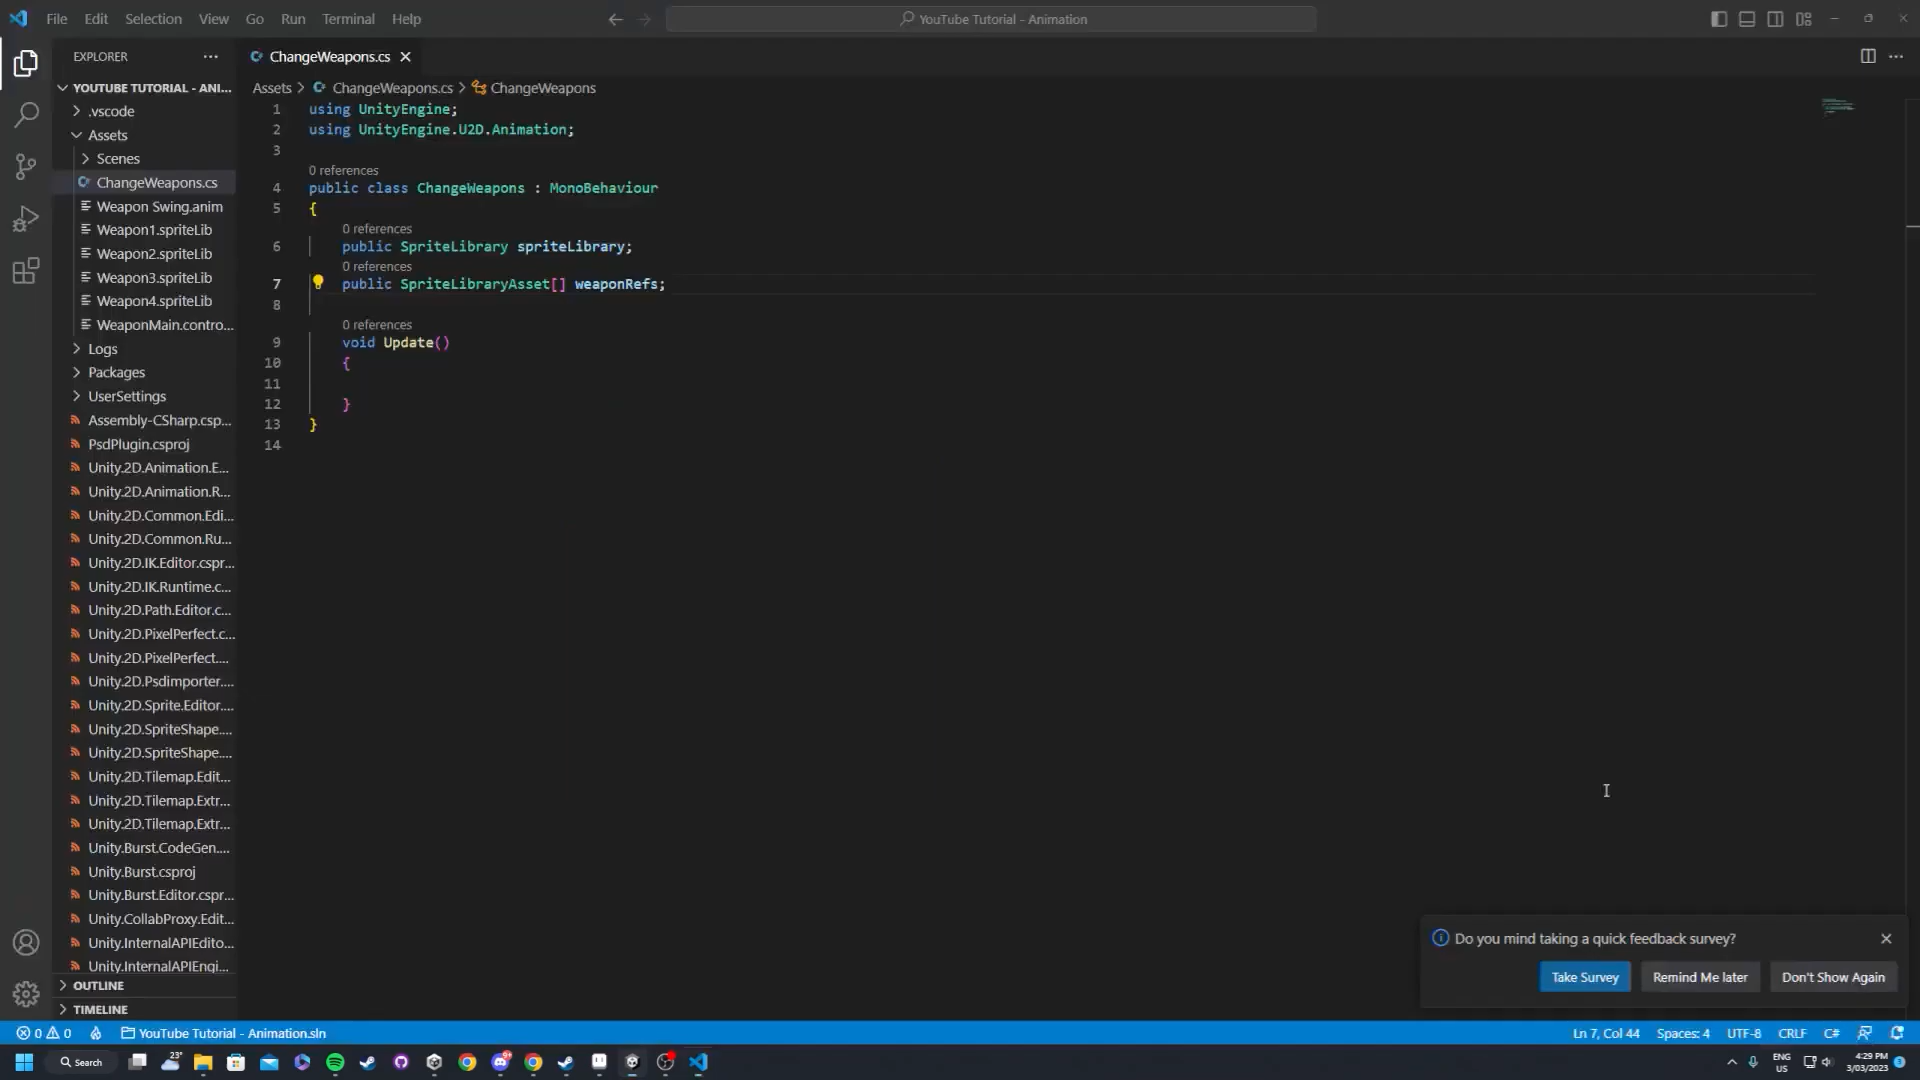 File Edit Selection View Go Run Terminal Help
YouTube Tutorial - Animation
EXPLORER
ChangeWeapons.cs
YOUTUBE TUTORIAL - ANI...
.vscode
Assets
Scenes
ChangeWeapons.cs
Weapon Swing.anim
Weapon1.spriteLib
Weapon2.spriteLib
Weapon3.spriteLib
Weapon4.spriteLib
WeaponMain.contro...
Logs
Packages
UserSettings
Assembly-CSharp.csp...
PsdPlugin.csproj
Unity.2D.Animation.E...
Unity.2D.Animation.R...
Unity.2D.Common.Edi...
Unity.2D.Common.Ru...
Unity.2D.IK.Editor.cspr...
Unity.2D.IK.Runtime.c...
Unity.2D.Path.Editor.c...
Unity.2D.PixelPerfect.c...
Unity.2D.PixelPerfect....
Unity.2D.Psdimporter....
Unity.2D.Sprite.Editor....
Unity.2D.SpriteShape....
Unity.2D.SpriteShape....
Unity.2D.Tilemap.Edit...
Unity.2D.Tilemap.Extr...
Unity.2D.Tilemap.Extr...
Unity.Burst.CodeGen....
Unity.Burst.csproj
Unity.Burst.Editor.cspr...
Unity.CollabProxy.Edit...
Unity.InternalAPIEdito...
Unity.InternalAPIEngi...
OUTLINE
TIMELINE
Assets > ChangeWeapons.cs > ChangeWeapons
1 using UnityEngine;
2 using UnityEngine.U2D.Animation;
3
0 references
4 public class ChangeWeapons : MonoBehaviour
5 {
0 references
6 public SpriteLibrary spriteLibrary;
0 references
7 public SpriteLibraryAsset[] weaponRefs;
8
0 references
9 void Update()
10 {
11
12 }
13 }
14
Do you mind taking a quick feedback survey?
Take Survey Remind Me later Don't Show Again
0 0 YouTube Tutorial - Animation.sln Ln 7, Col 44 Spaces: 4 UTF-8 CRLF C#
Search 23° 9+ ENG US 4:29 PM 3/03/2023 3